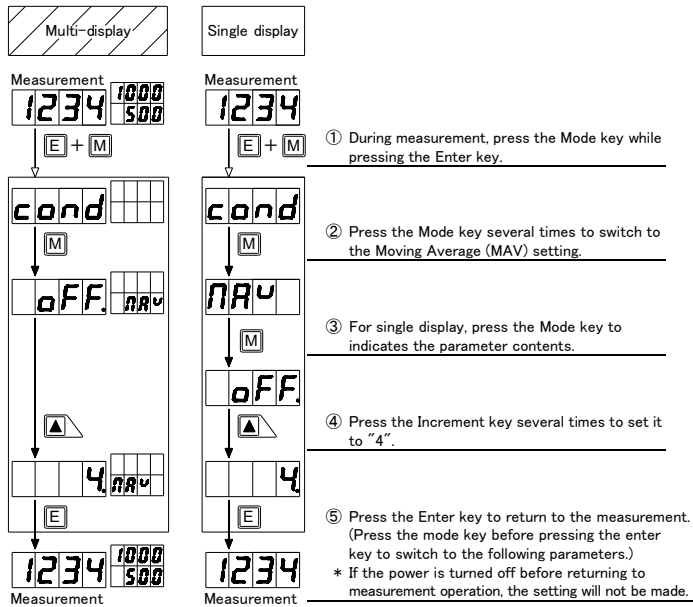 Multi-display Single display
Measurement Measurement
1234 1000 500 1234
E + M E + M
① During measurement, press the Mode key while
pressing the Enter key.
cond cond
② Press the Mode key several times to switch to
the Moving Average (MAV) setting.
M M
oFF. MAV MAV
③ For single display, press the Mode key to
indicates the parameter contents.
M
oFF.
④ Press the Increment key several times to set it
to "4".
4. MAV 4.
E E
⑤ Press the Enter key to return to the measurement.
(Press the mode key before pressing the enter
key to switch to the following parameters.)
* If the power is turned off before returning to
measurement operation, the setting will not be made.
1234 1000 500 1234
Measurement Measurement